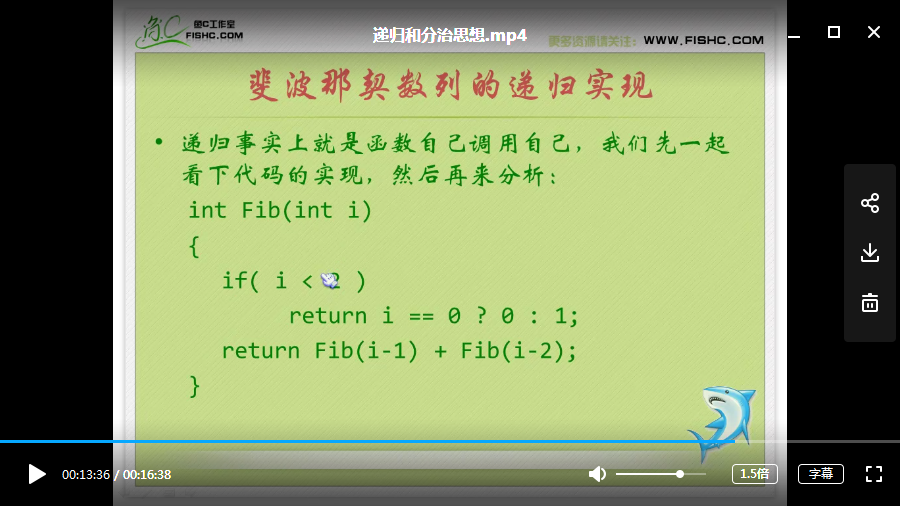 鱼C工作室
FISHC.COM
递归和分治思想.mp4
更多资源请关注: WWW.FISHC.COM
斐波那契数列的递归实现
• 递归事实上就是函数自己调用自己，我们先一起
看下代码的实现，然后再来分析：
int Fib(int i)
{
if( i < 2 )
return i == 0 ? 0 : 1;
return Fib(i-1) + Fib(i-2);
}
00:13:36 / 00:16:38
1.5倍
字幕